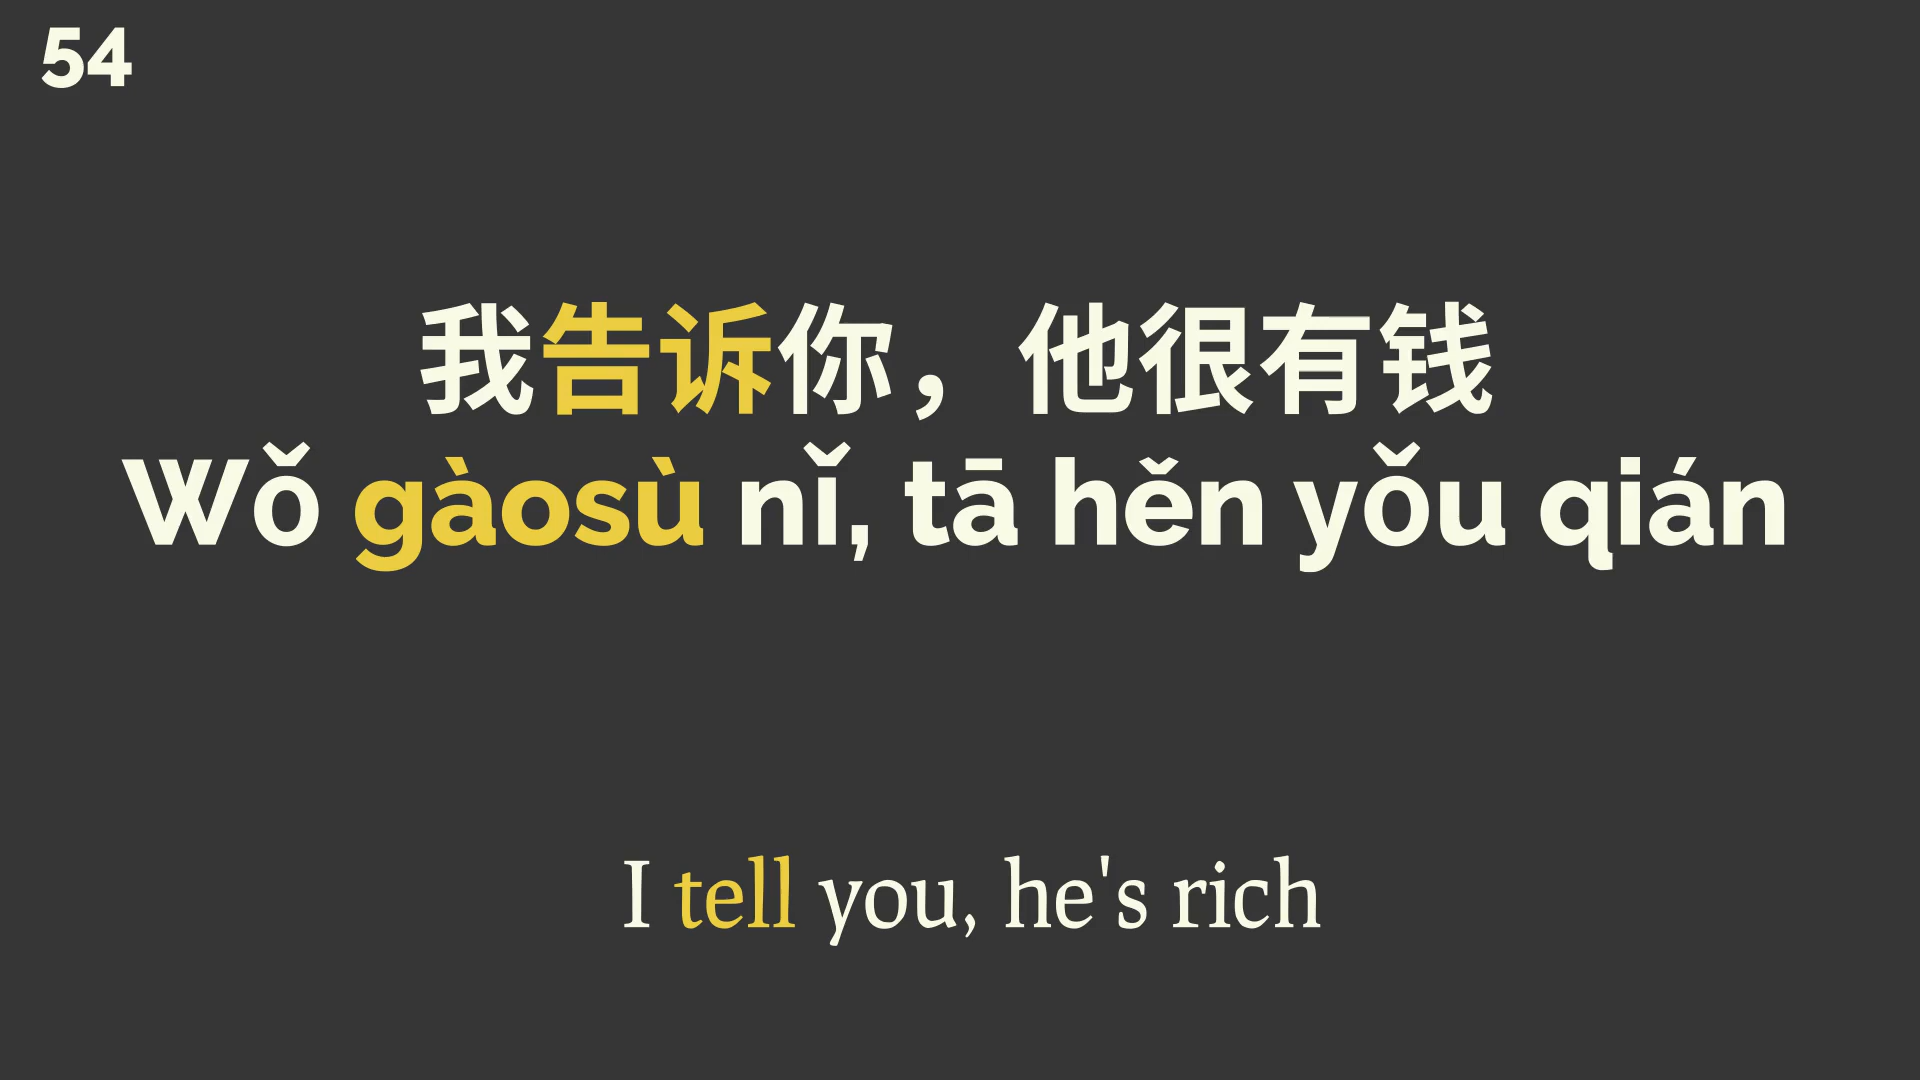 54
我告诉你，他很有钱
Wǒ gàosù nǐ, tā hěn yǒu qián
I tell you, he's rich